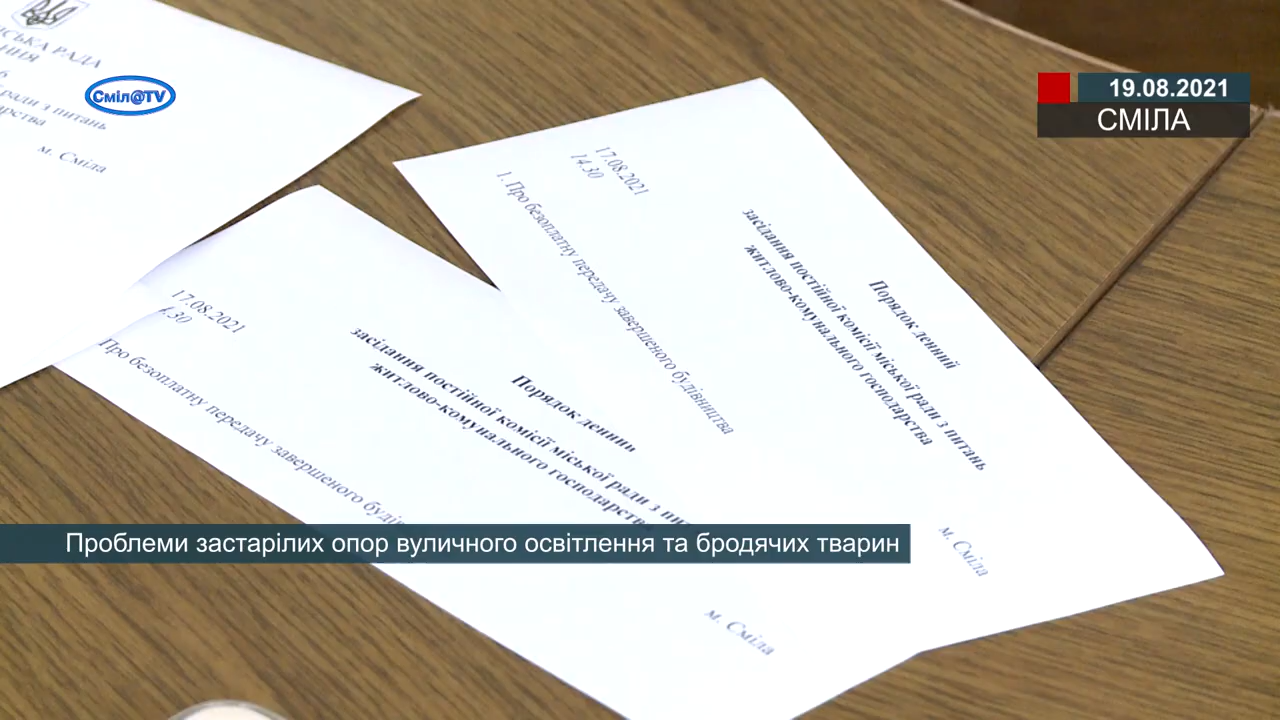 СЬКА РАДА
ради з питань
м. Сміла
Сміл@TV
19.08.2021
СМІЛА
17.08.2021
14.30
Порядок денний
засідання постійної комісії міської ради з питань
житлово-комунального господарства
м. Сміла
1. Про безоплатну передачу завершеного будівництва
17.08.2021
Порядок денний
засідання постійної комісії міської ради з
житлово-комунального господарства
м. Сміла
Про безоплатну передачу завершеного
Проблеми застарілих опор вуличного освітлення та бродячих тварин